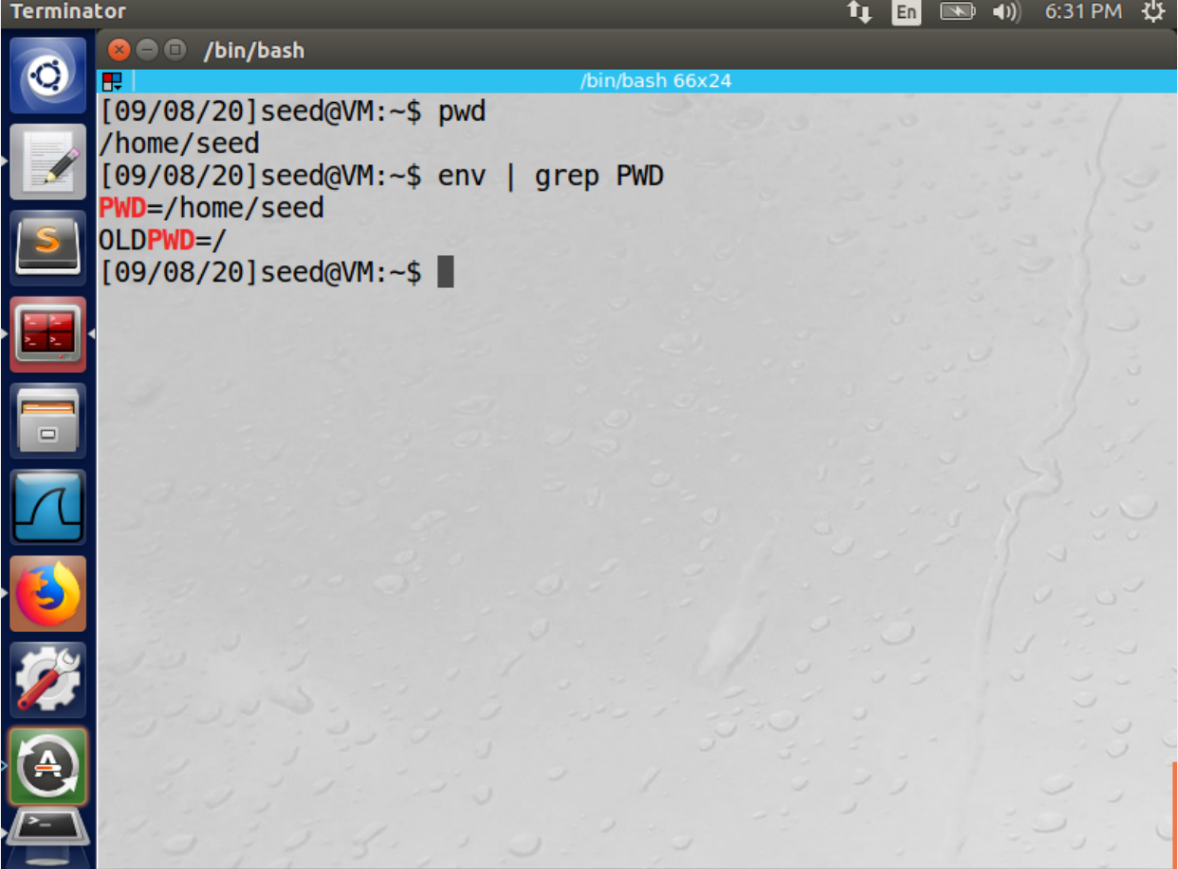 Terminator
En
6:31 PM
/bin/bash
/bin/bash 66x24
[09/08/20]seed@VM:~$ pwd
/home/seed
[09/08/20]seed@VM:~$ env | grep PWD
PWD=/home/seed
OLDPWD=/
[09/08/20]seed@VM:~$